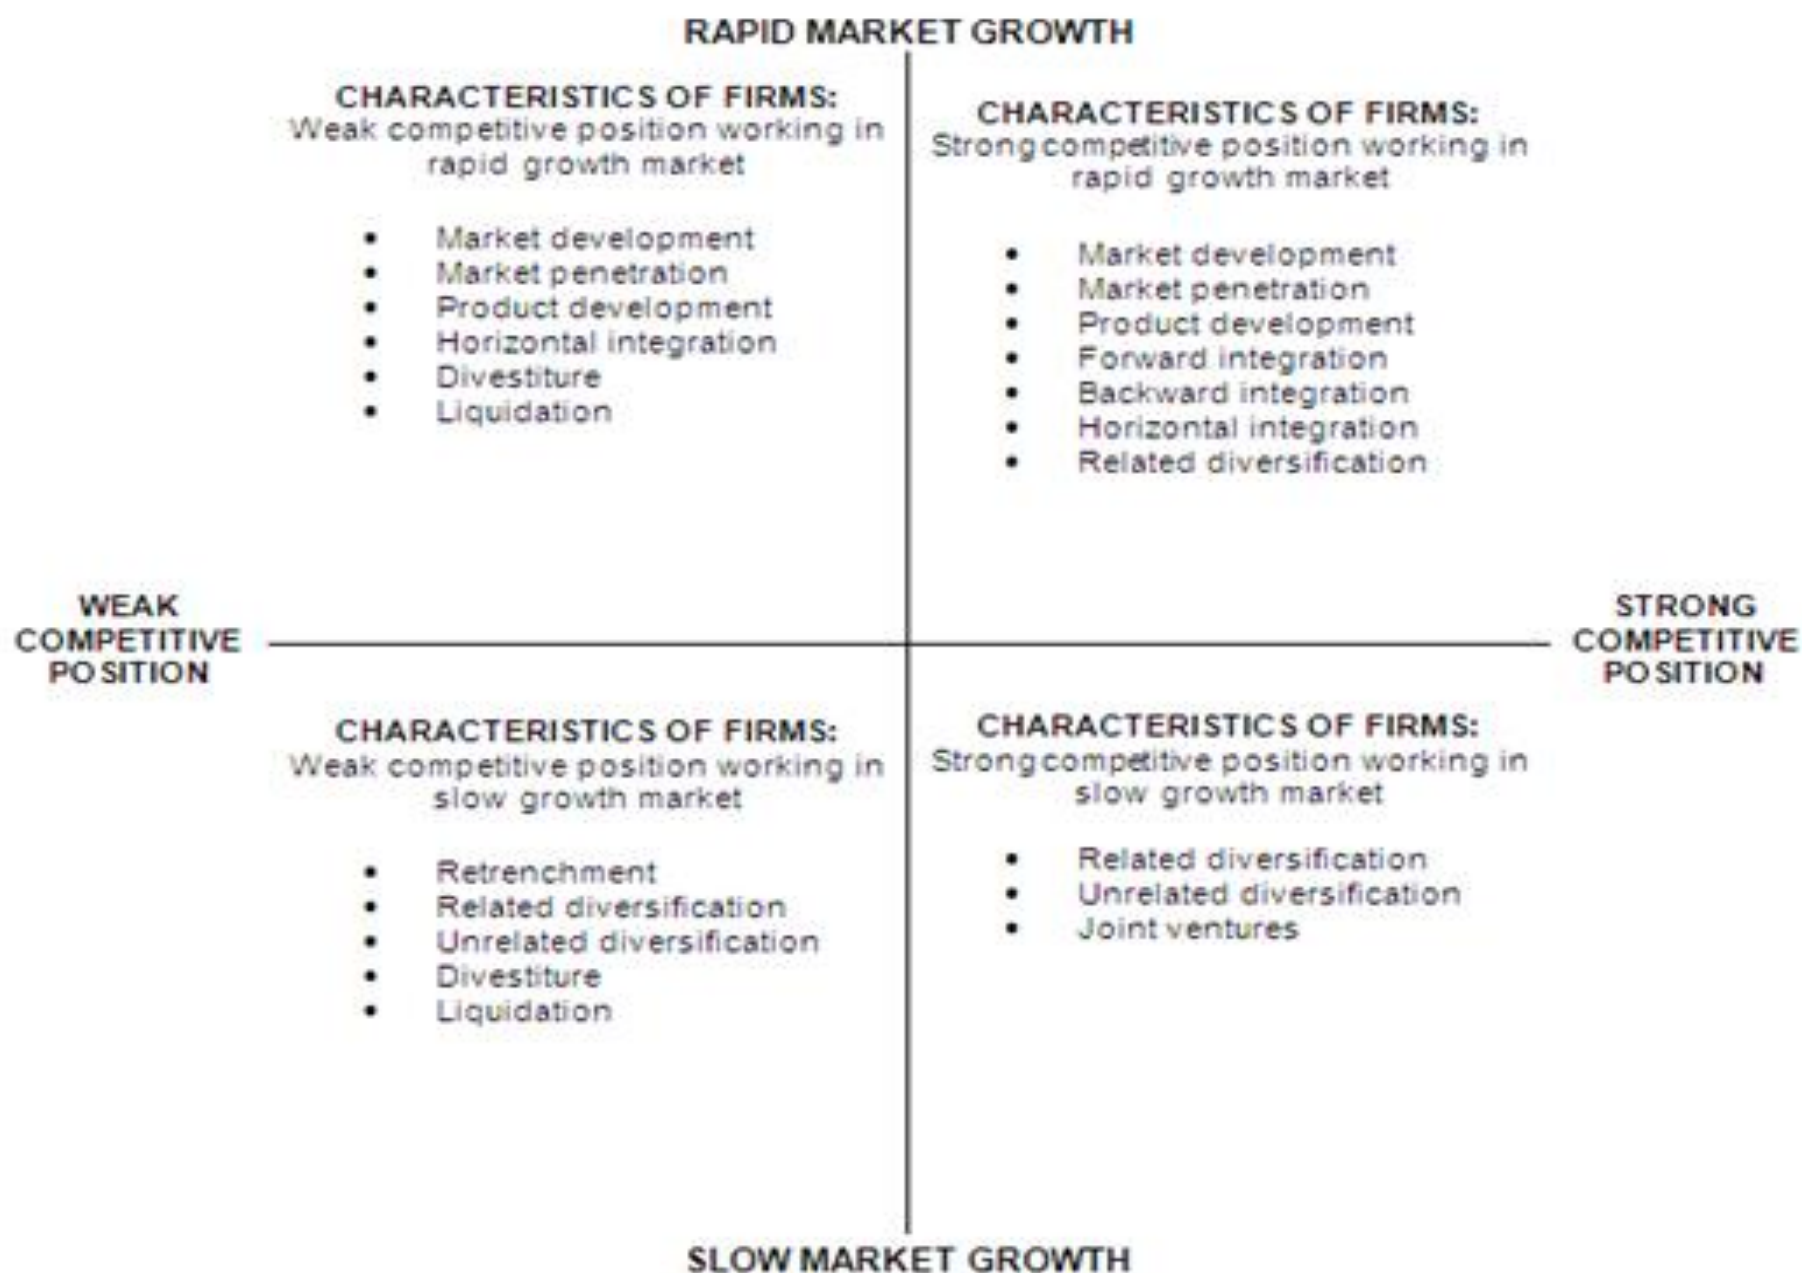 RAPID MARKET GROWTH
CHARACTERISTICS OF FIRMS:
Weak competitive position working in
rapid growth market
• Market development
• Market penetration
• Product development
• Horizontal integration
• Divestiture
• Liquidation
CHARACTERISTICS OF FIRMS:
Strong competitive position working in
rapid growth market
• Market development
• Market penetration
• Product development
• Forward integration
• Backward integration
• Horizontal integration
• Related diversification
WEAK
COMPETITIVE
POSITION
STRONG
COMPETITIVE
POSITION
CHARACTERISTICS OF FIRMS:
Weak competitive position working in
slow growth market
• Retrenchment
• Related diversification
• Unrelated diversification
• Divestiture
• Liquidation
CHARACTERISTICS OF FIRMS:
Strong competitive position working in
slow growth market
• Related diversification
• Unrelated diversification
• Joint ventures
SLOW MARKET GROWTH